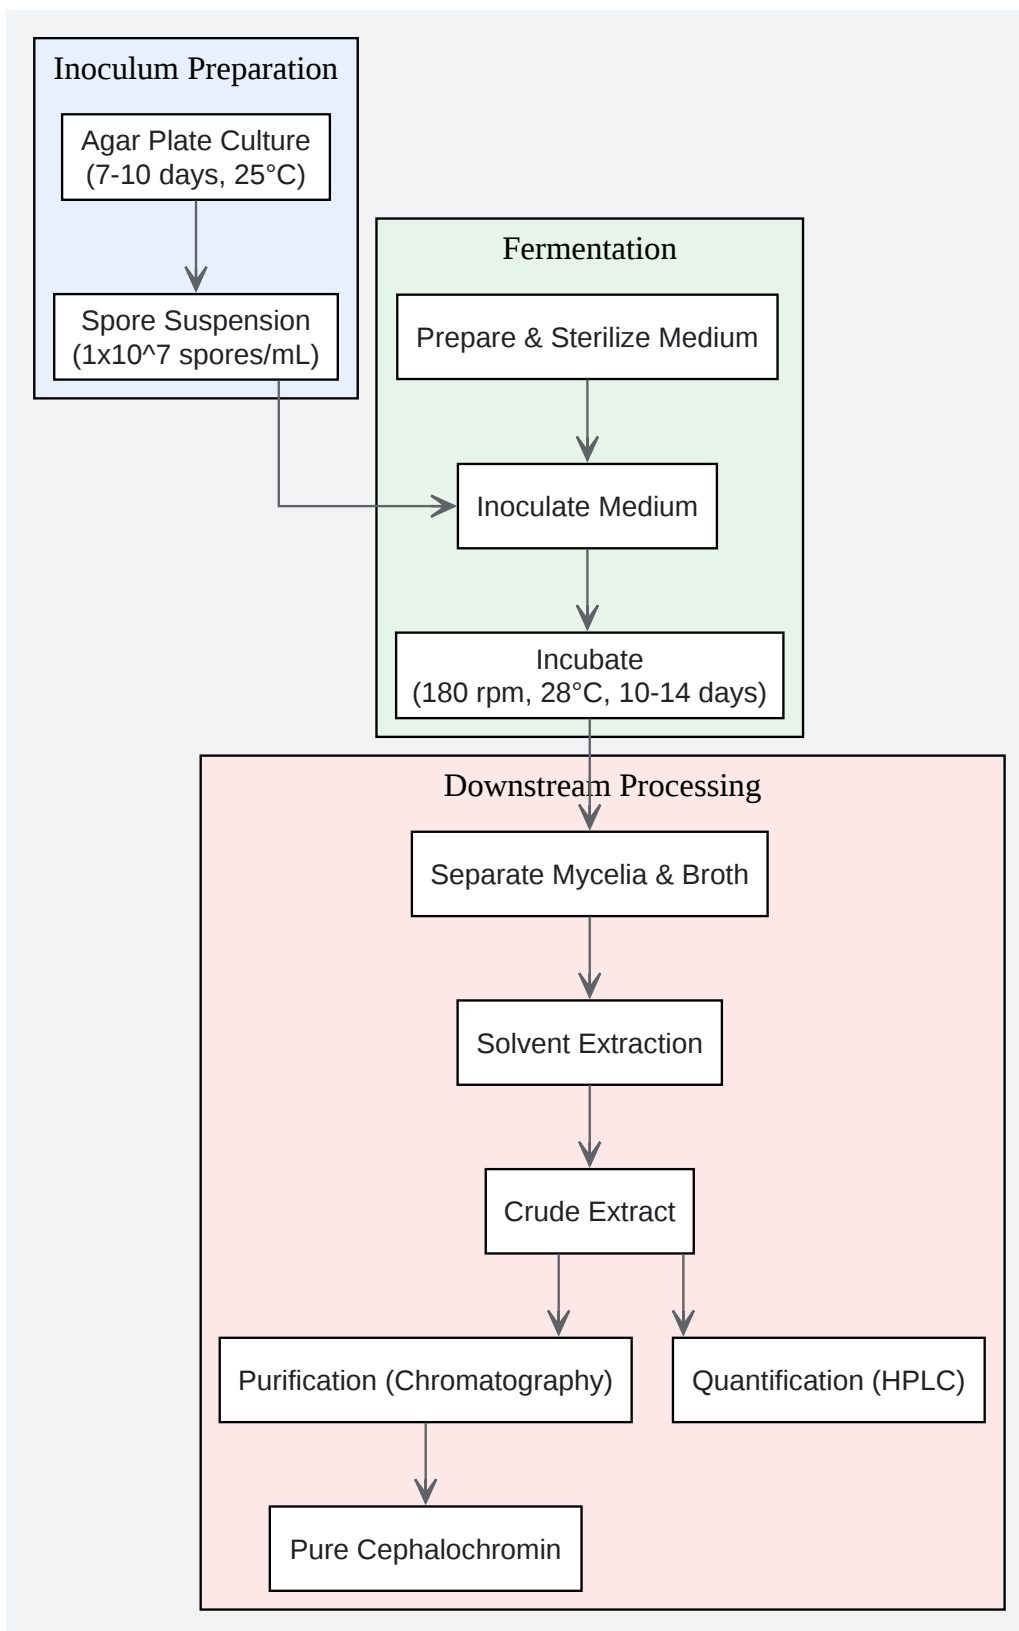 Inoculum Preparation
Agar Plate Culture
(7-10 days, 25°C)
Spore Suspension
(1x10^7 spores/mL)
Fermentation
Prepare & Sterilize Medium
Inoculate Medium
Incubate
(180 rpm, 28°C, 10-14 days)
Downstream Processing
Separate Mycelia & Broth
Solvent Extraction
Crude Extract
Purification (Chromatography)
Quantification (HPLC)
Pure Cephalochromin